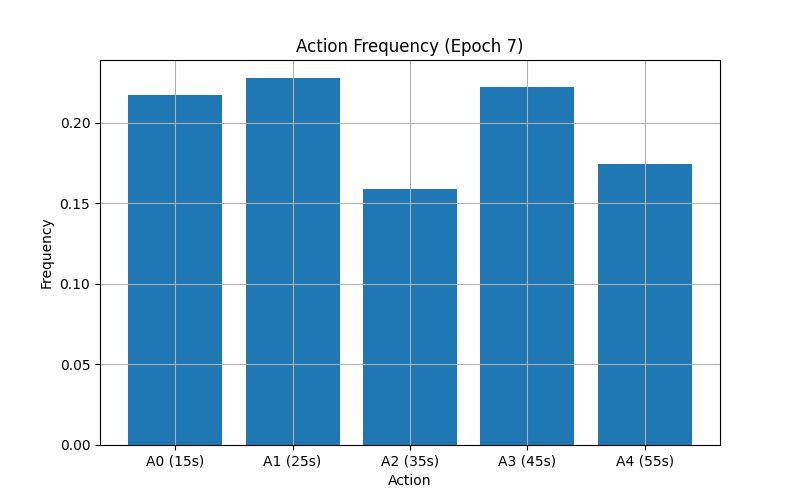 Action Frequency (Epoch 7)
Frequency
0.20
0.15
0.10
0.05
0.00
A0 (15s) A1 (25s) A2 (35s) A3 (45s) A4 (55s)
Action